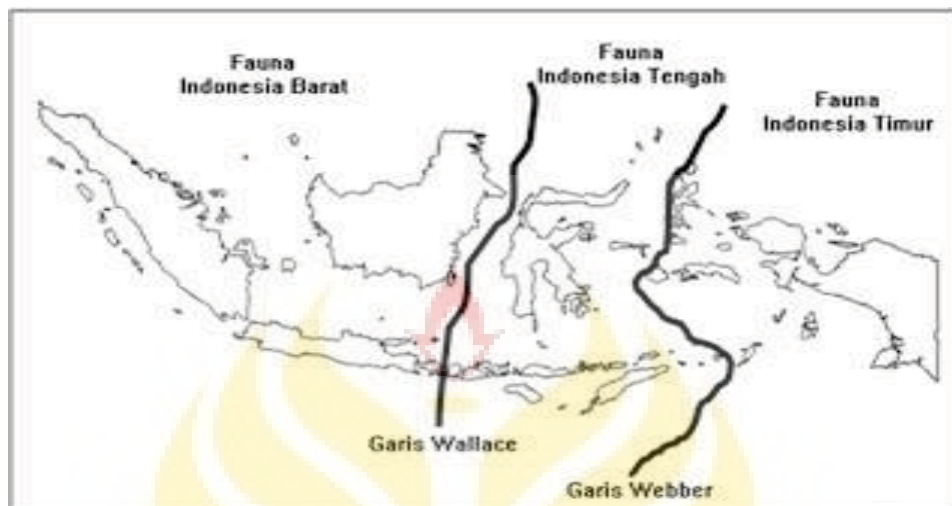 Fauna
Indonesia Barat
Fauna
Indonesia Tengah
Fauna
Indonesia Timur
Garis Wallace
Garis Webber